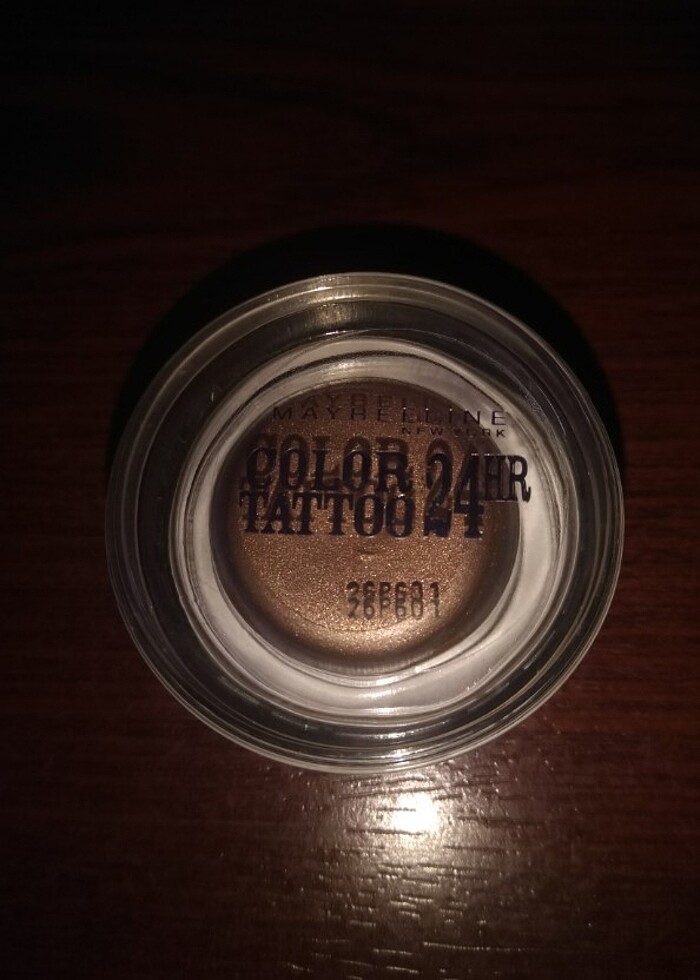 MAYBELLINE
NEW YORK
COLOR
TATTOO 24HR
26P601